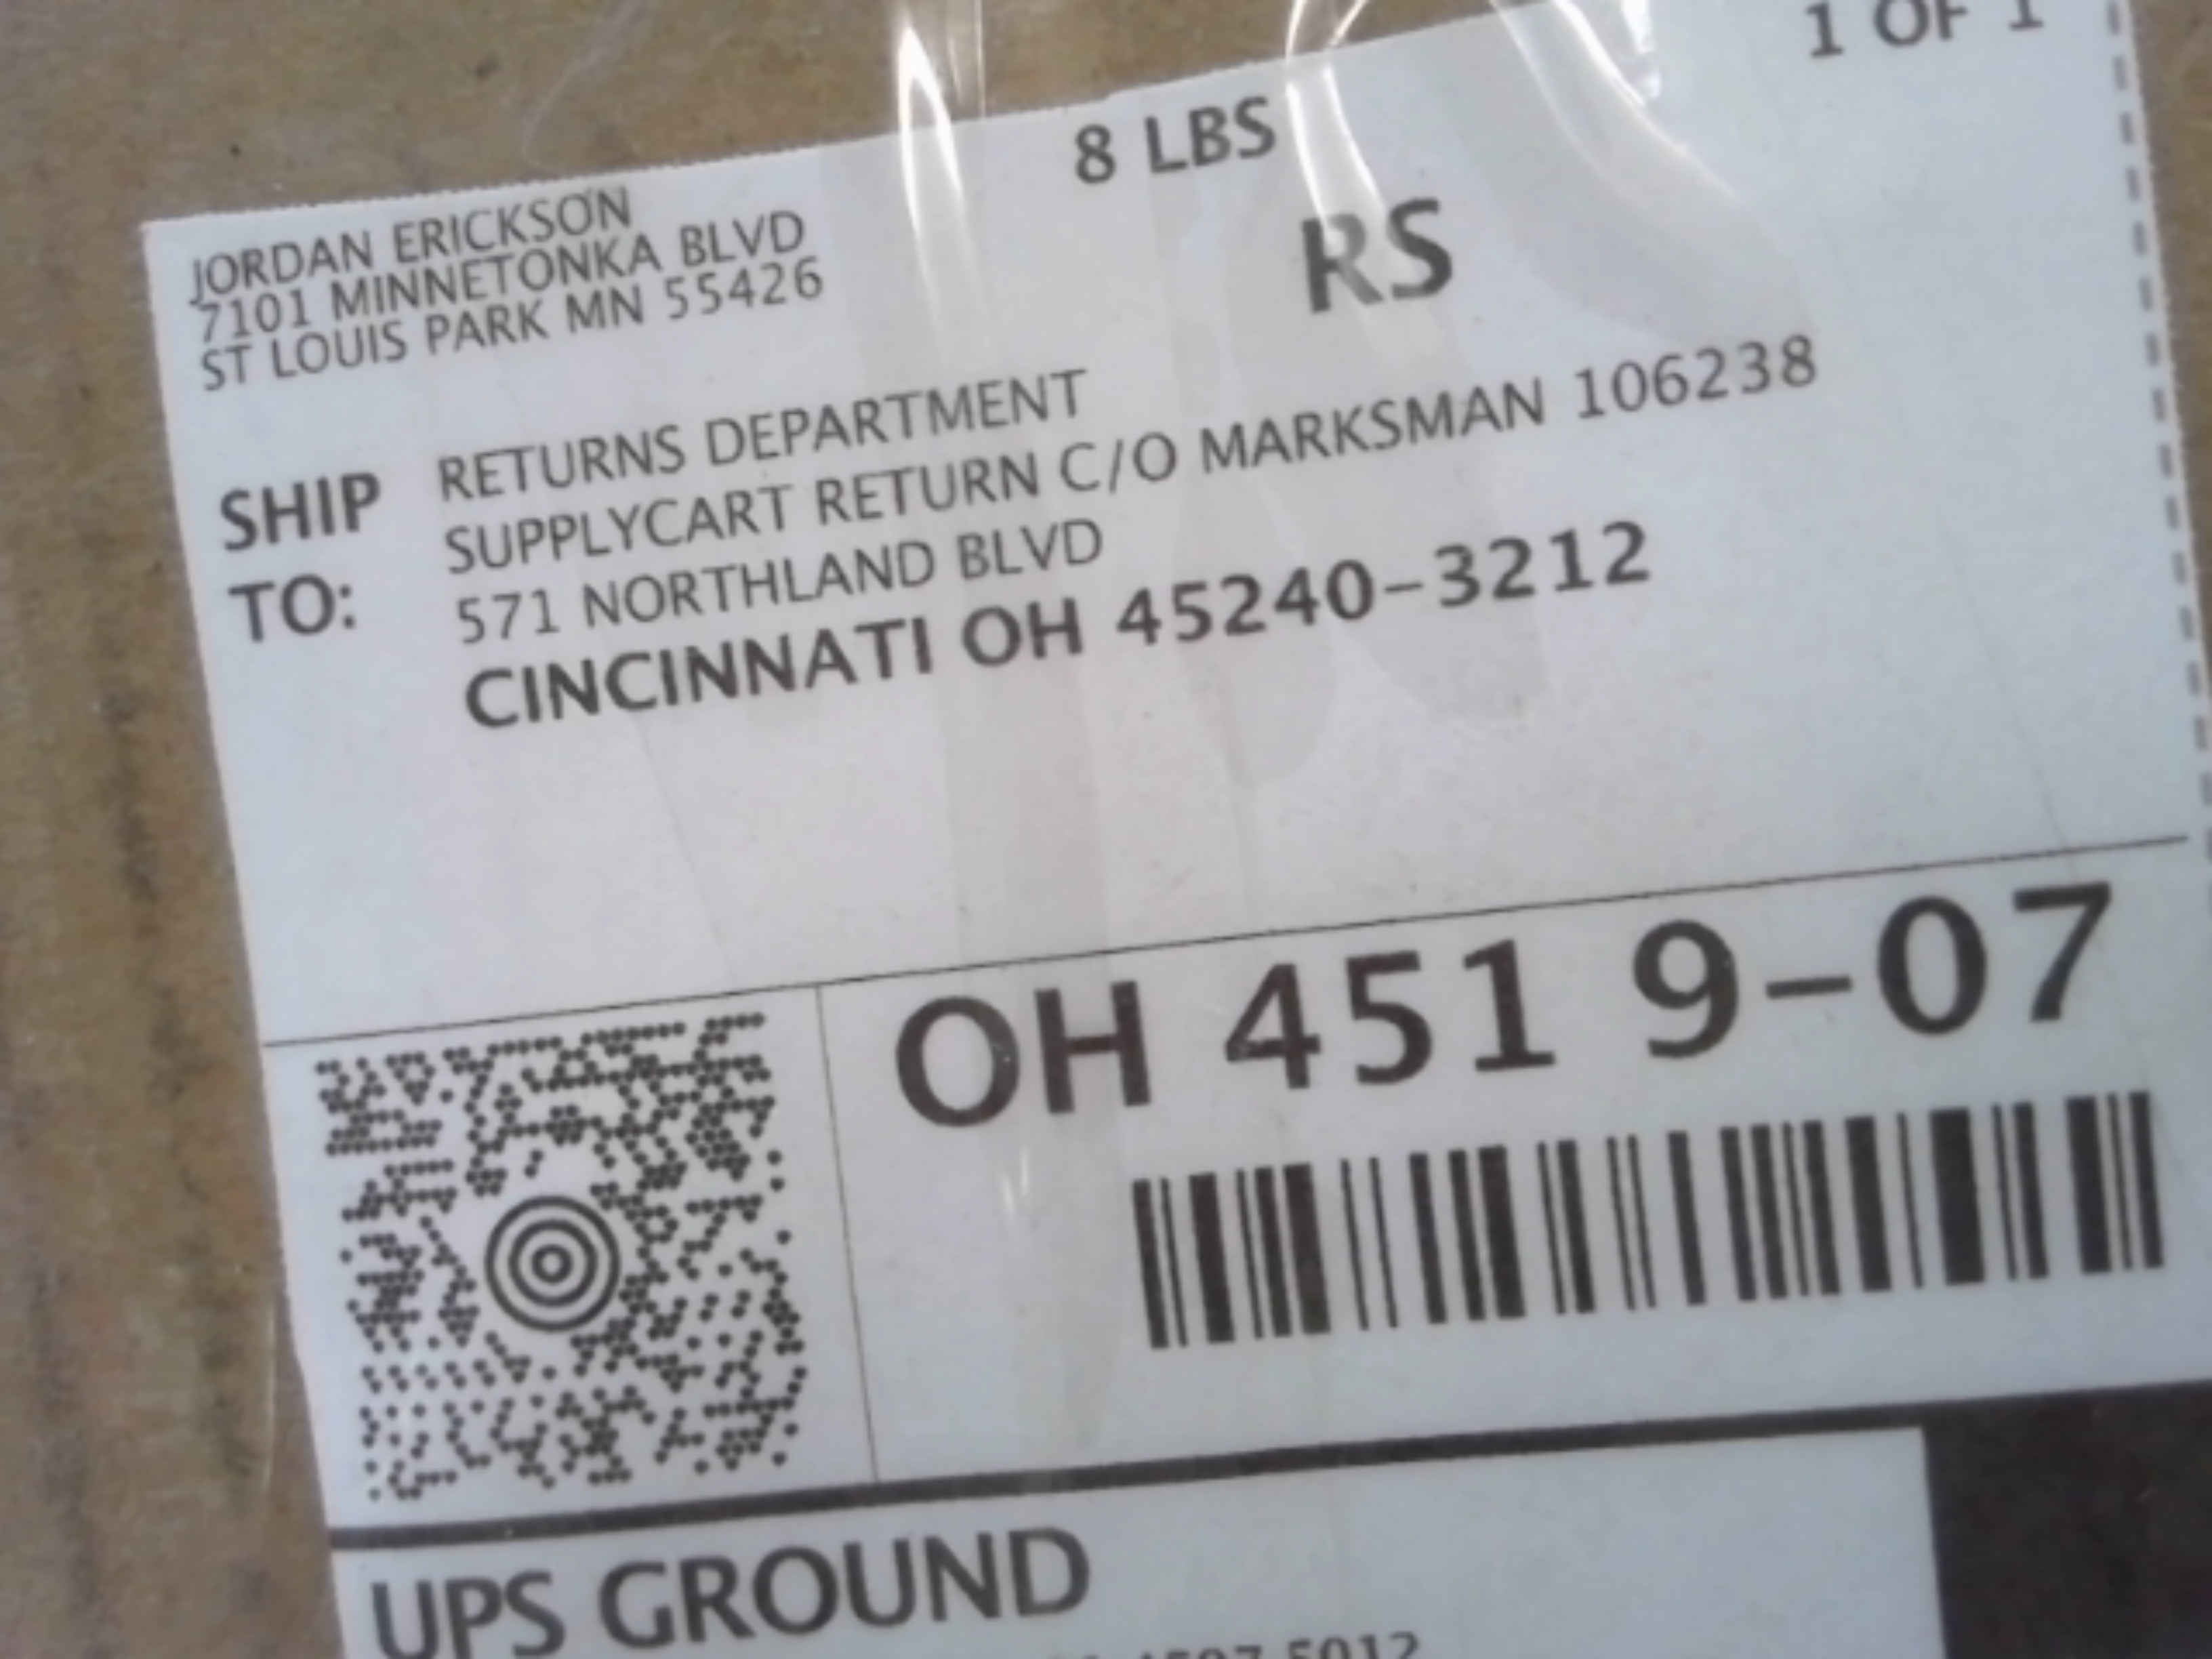 1 OF 1
8 LBS
RS
JORDAN ERICKSON
7101 MINNETONKA BLVD
ST LOUIS PARK MN 55426
SHIP TO:
RETURNS DEPARTMENT
SUPPLYCART RETURN C/O MARKSMAN 106238
571 NORTHLAND BLVD
CINCINNATI OH 45240-3212
OH 451 9-07
UPS GROUND
5012